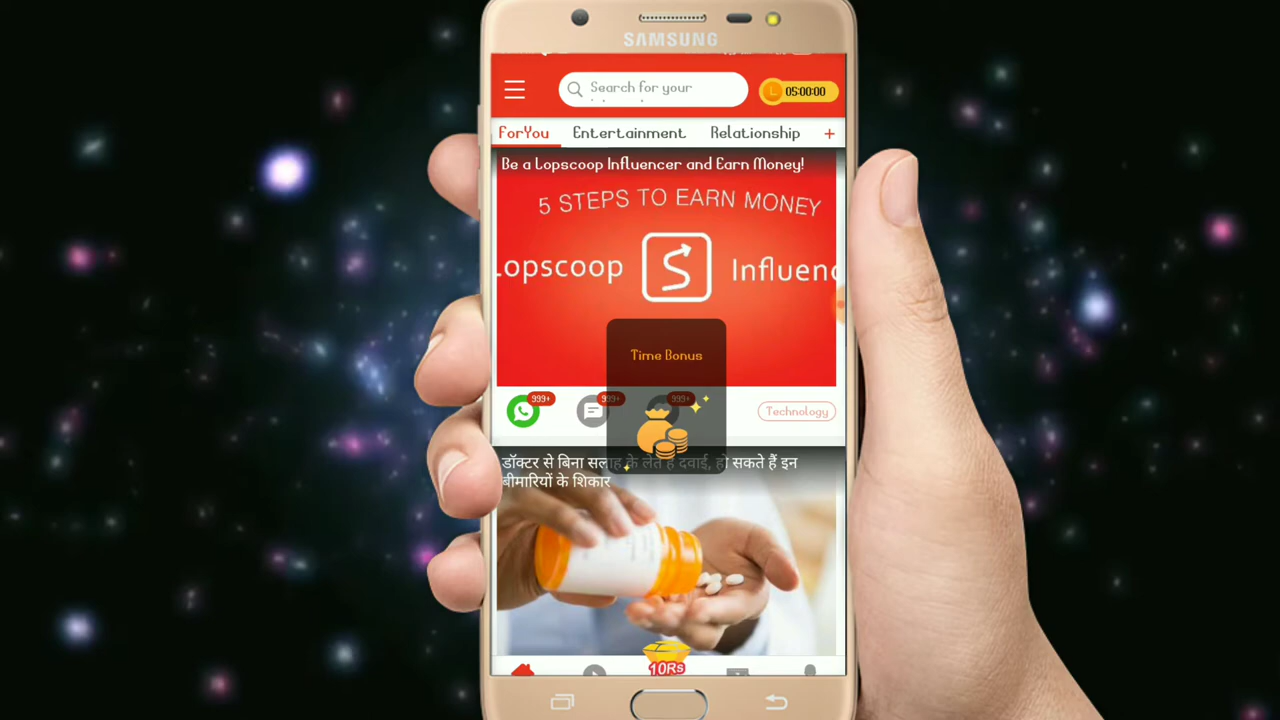 SAMSUNG
Search for your
05:00:00
ForYou
Entertainment
Relationship
+
Be a Lopscoop Influencer and Earn Money!
5 STEPS TO EARN MONEY
Lopscoop
S
Influenc
Time Bonus
999+
999+
999+
Technology
डॉक्टर से बिना सलाह के लेते है दवाई, हो सकते हैं इन
बीमारियों के शिकार
10Rs